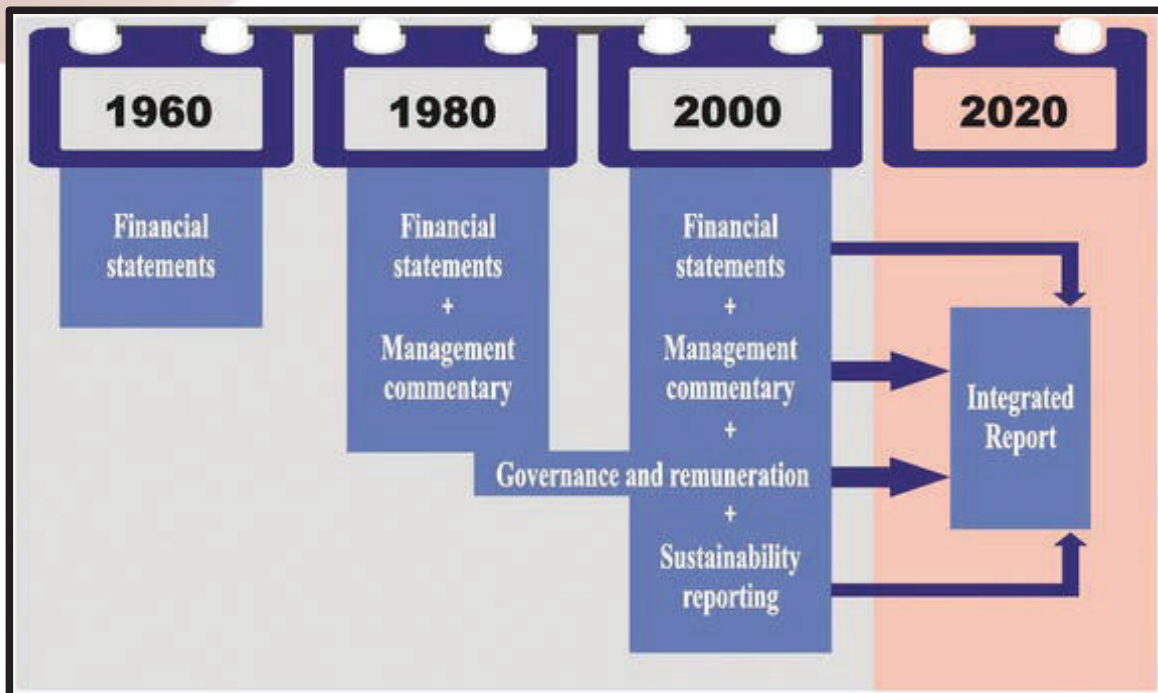 1960
Financial
statements
1980
Financial
statements
+
Management
commentary
2000
Financial
statements
+
Management
commentary
+
Governance and remuneration
+
Sustainability
reporting
2020
Integrated
Report